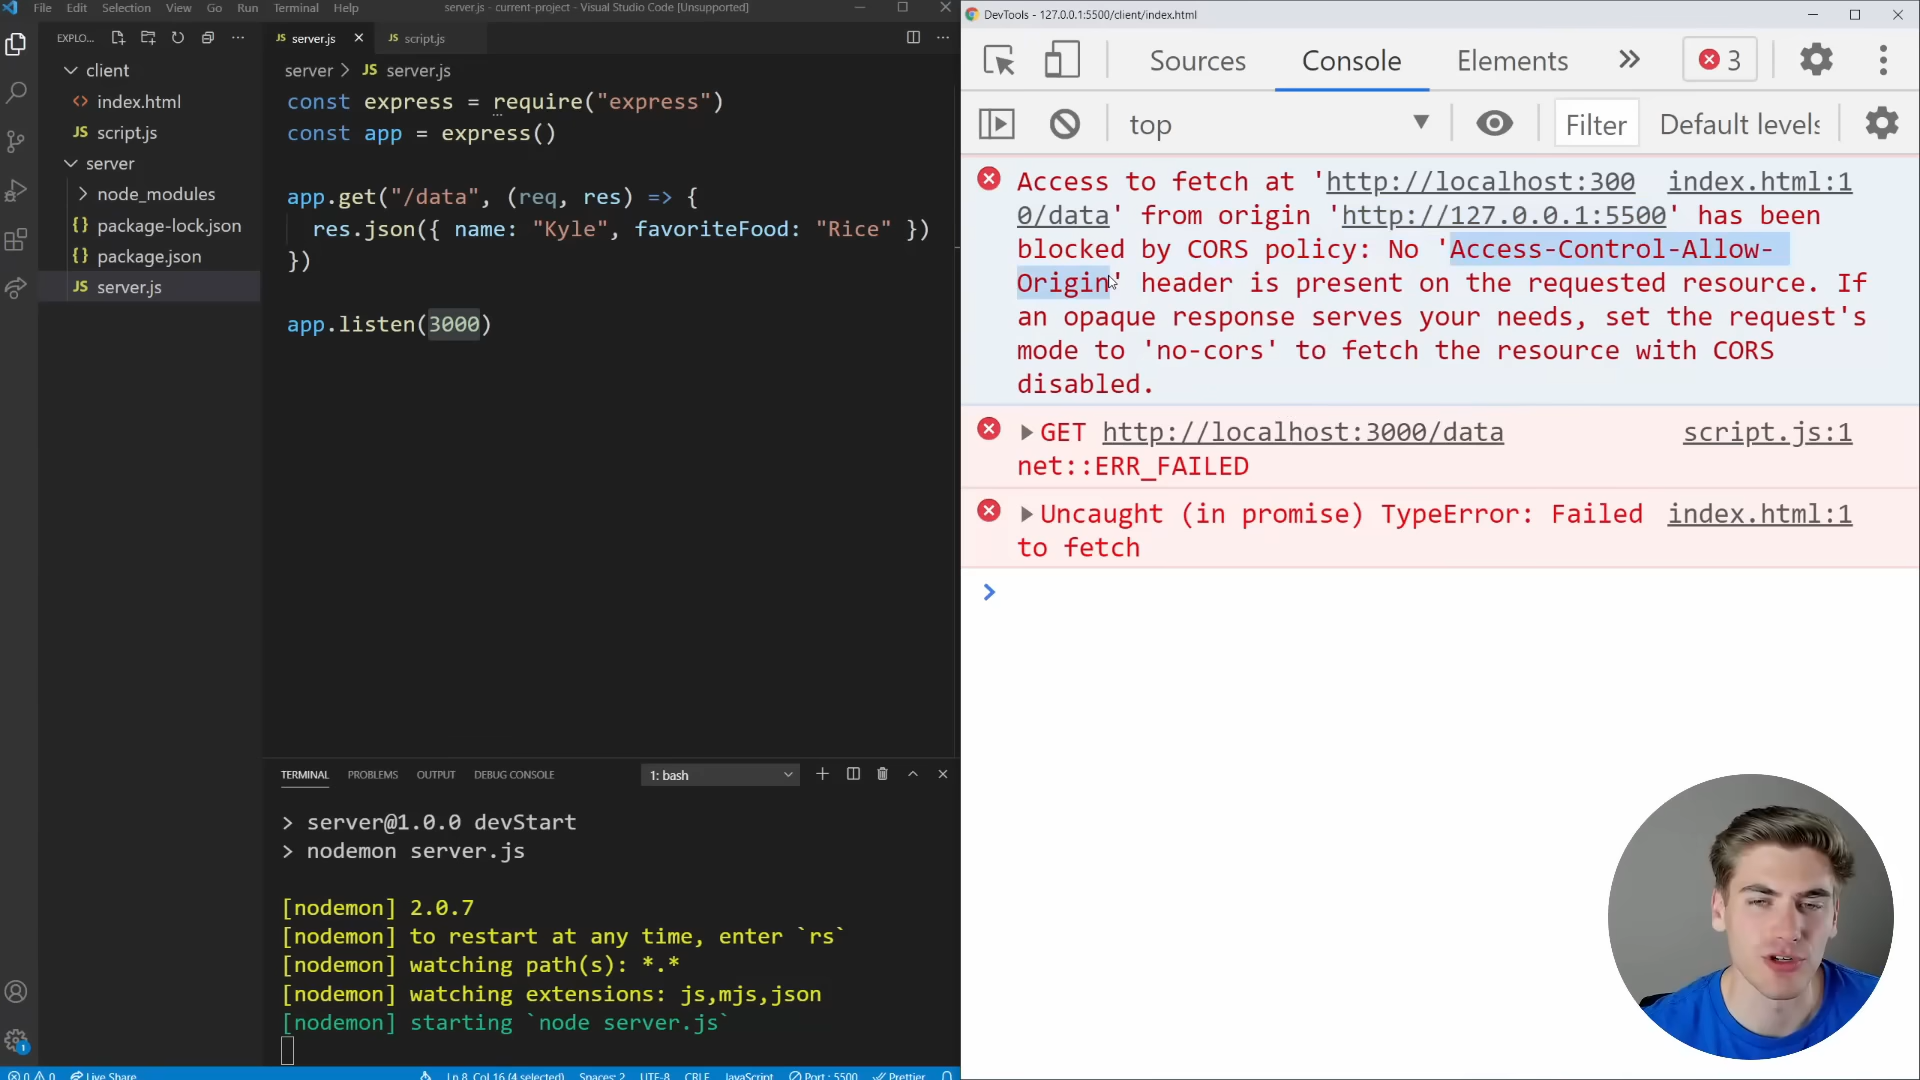 File Edit Selection View Go Run Terminal Help
server.js - current-project - Visual Studio Code [Unsupported]
EXPLO...
client
index.html
JS script.js
server
node_modules
{} package-lock.json
{} package.json
JS server.js
JS server.js
JS script.js
server > JS server.js
const express = require("express")
const app = express()
app.get("/data", (req, res) => {
res.json({ name: "Kyle", favoriteFood: "Rice" })
})
app.listen(3000)
TERMINAL PROBLEMS OUTPUT DEBUG CONSOLE
1: bash
> server@1.0.0 devStart
> nodemon server.js
[nodemon] 2.0.7
[nodemon] to restart at any time, enter `rs`
[nodemon] watching path(s): *.*
[nodemon] watching extensions: js,mjs,json
[nodemon] starting `node server.js`
1
0 0 Live Share
Ln 8, Col 16 (4 selected) Spaces: 2 UTF-8 CRLF JavaScript Port : 5500 Prettier
DevTools - 127.0.0.1:5500/client/index.html
Sources Console Elements 3
top Filter Default levels
Access to fetch at 'http://localhost:300 index.html:1
0/data' from origin 'http://127.0.0.1:5500' has been
blocked by CORS policy: No 'Access-Control-Allow-
Origin' header is present on the requested resource. If
an opaque response serves your needs, set the request's
mode to 'no-cors' to fetch the resource with CORS
disabled.
GET http://localhost:3000/data script.js:1
net::ERR_FAILED
Uncaught (in promise) TypeError: Failed index.html:1
to fetch